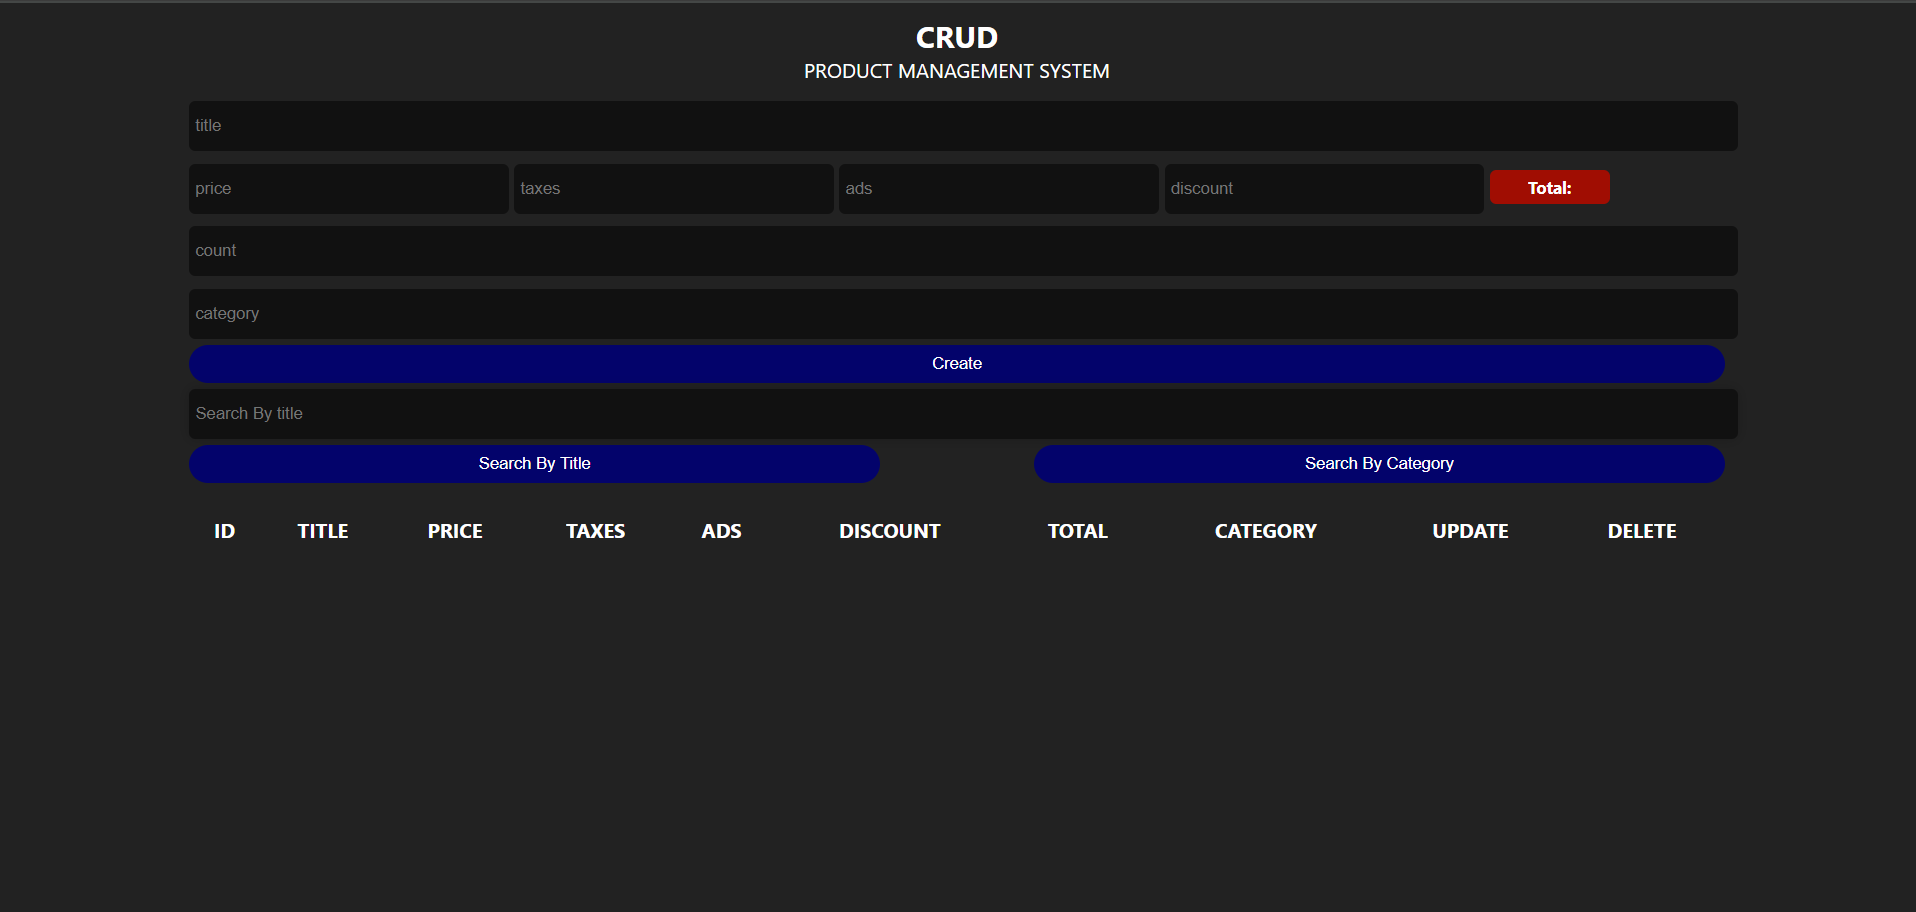 CRUD
PRODUCT MANAGEMENT SYSTEM
title
price taxes ads discount Total:
count
category
Create
Search By title
Search By Title Search By Category
ID TITLE PRICE TAXES ADS DISCOUNT TOTAL CATEGORY UPDATE DELETE